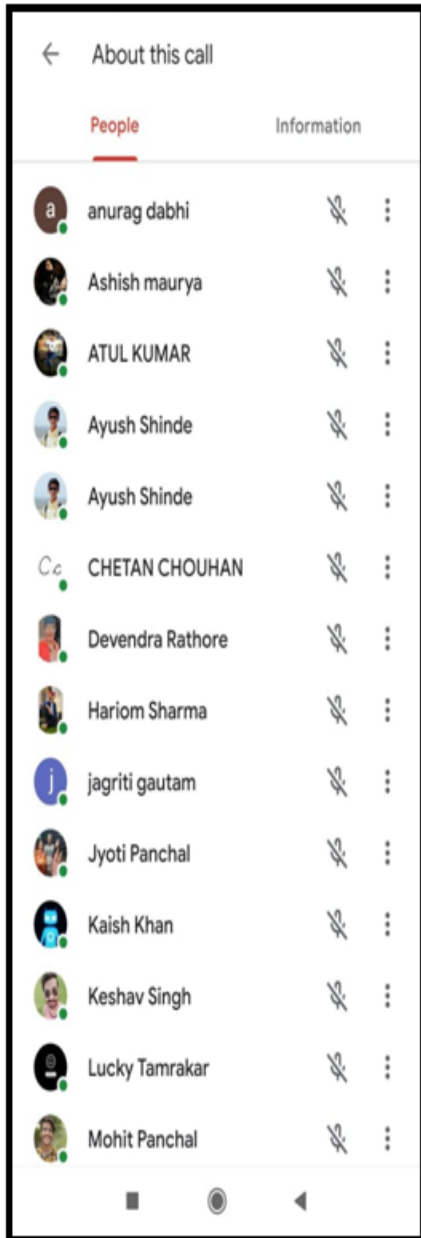 About this call
People Information
a anurag dabhi
Ashish maurya
ATUL KUMAR
Ayush Shinde
Ayush Shinde
Cc CHETAN CHOUHAN
Devendra Rathore
Hariom Sharma
j jagriti gautam
Jyoti Panchal
Kaish Khan
Keshav Singh
Lucky Tamrakar
Mohit Panchal